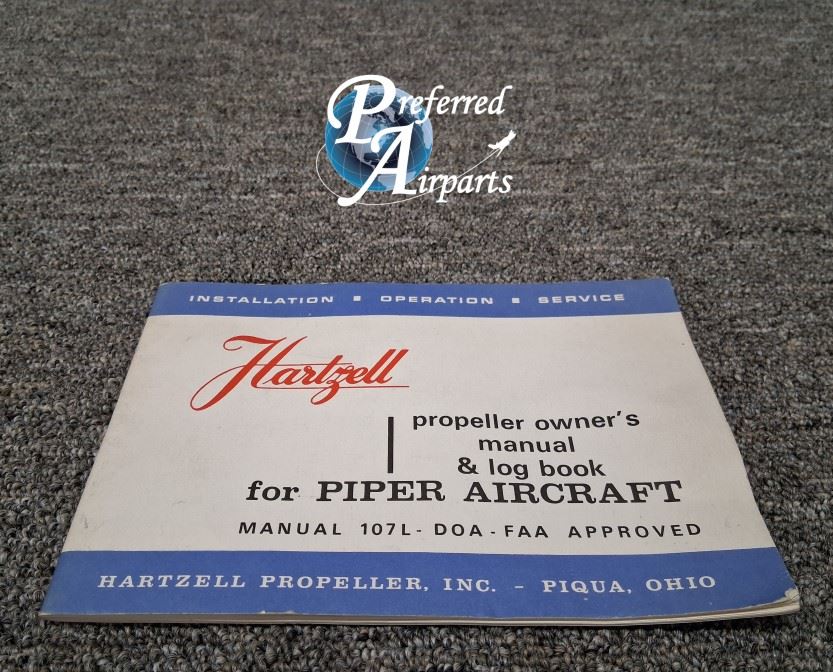 Preferred
Airparts
INSTALLATION ■ OPERATION ■ SERVICE
Hartzell
propeller owner's
manual
& log book
for PIPER AIRCRAFT
MANUAL 107L - DOA - FAA APPROVED
HARTZELL PROPELLER, INC. – PIQUA, OHIO